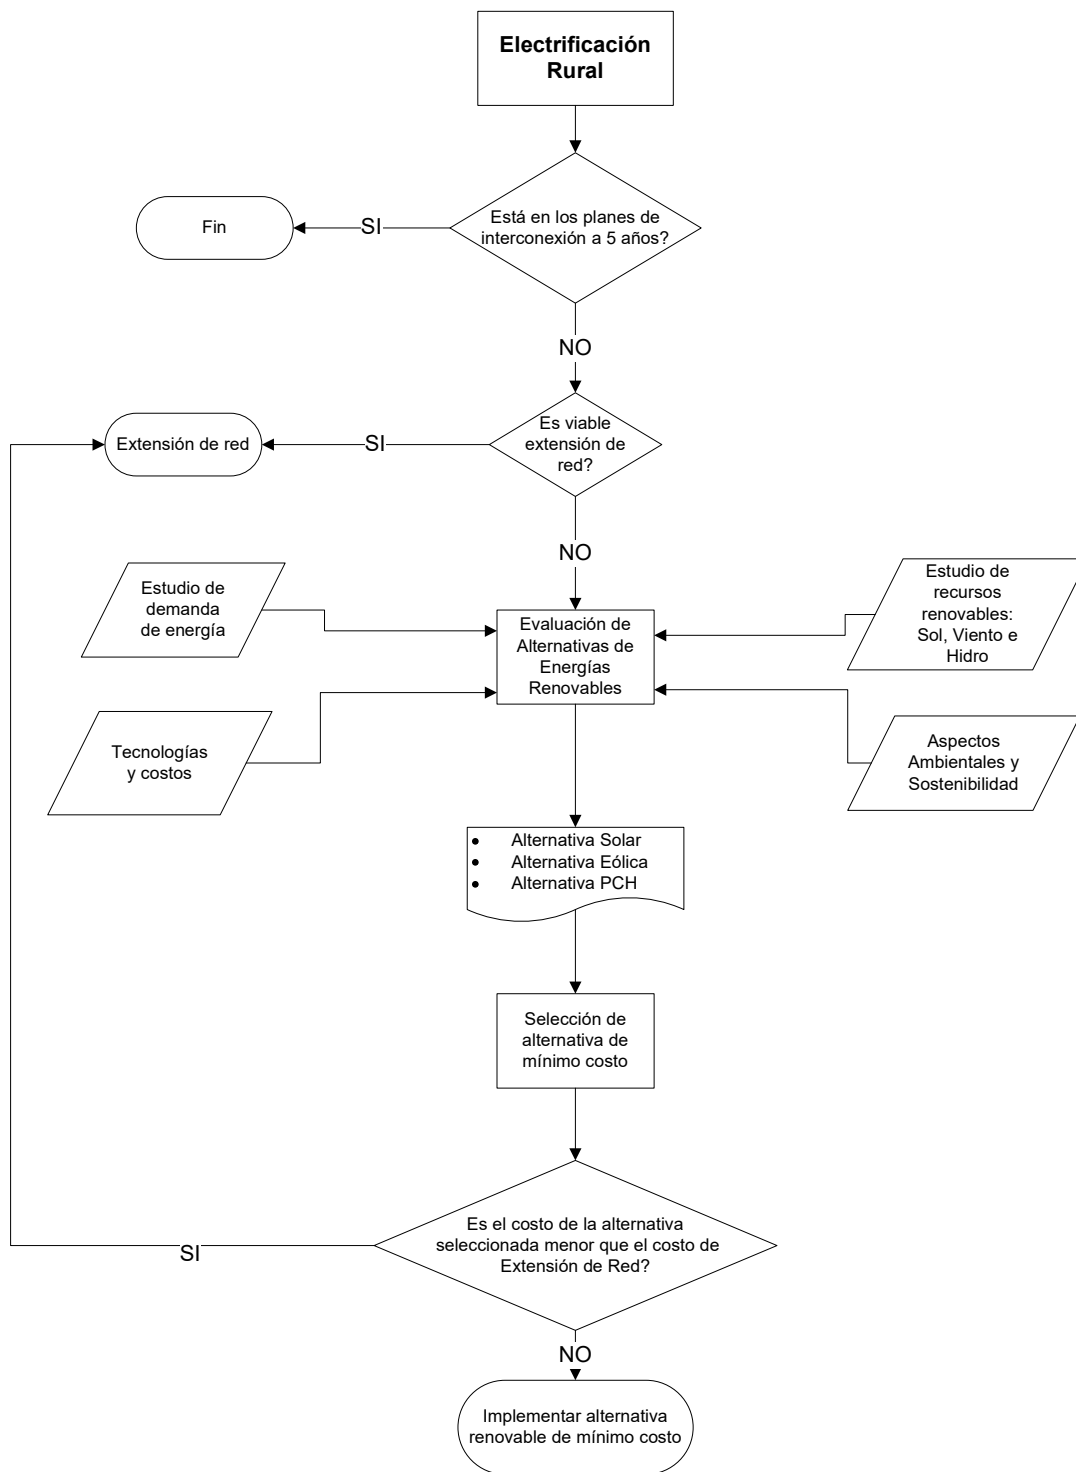 Electrificación
Rural
Está en los planes de
interconexión a 5 años?
SI
Fin
NO
Es viable
extensión de
red?
SI
Extensión de red
NO
Estudio de
demanda
de energía
Evaluación de
Alternativas de
Energías
Renovables
Estudio de
recursos
renovables:
Sol, Viento e
Hidro
Tecnologías
y costos
Aspectos
Ambientales y
Sostenibilidad
• Alternativa Solar
• Alternativa Eólica
• Alternativa PCH
Selección de
alternativa de
mínimo costo
Es el costo de la alternativa
seleccionada menor que el costo de
Extensión de Red?
SI
NO
Implementar alternativa
renovable de mínimo costo